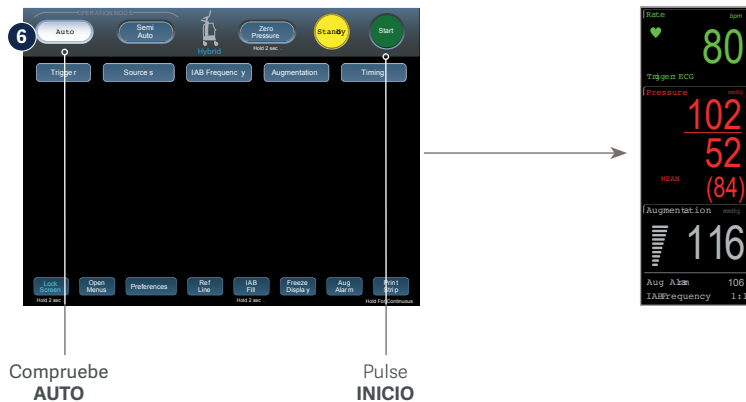 OPERATION MODE
6
Auto
Semi
Auto
Hybrid
Zero
Pressure
Hold 2 sec
Standby
Start
Trigger
Sources
IAB Frequency
Augmentation
Timing
Lock
Screen
Hold 2 sec
Open
Menus
Preferences
Ref
Line
IAB
Fill
Hold 2 sec
Freeze
Display
Aug
Alarm
Print
Strip
Hold For Continuous
Rate bpm
80
Trigger: ECG
Pressure mmHg
102
52
MEAN (84)
Augmentation mmHg
116
Aug Alarm 106
IAB Frequency 1:1
Compruebe
AUTO
Pulse
INICIO